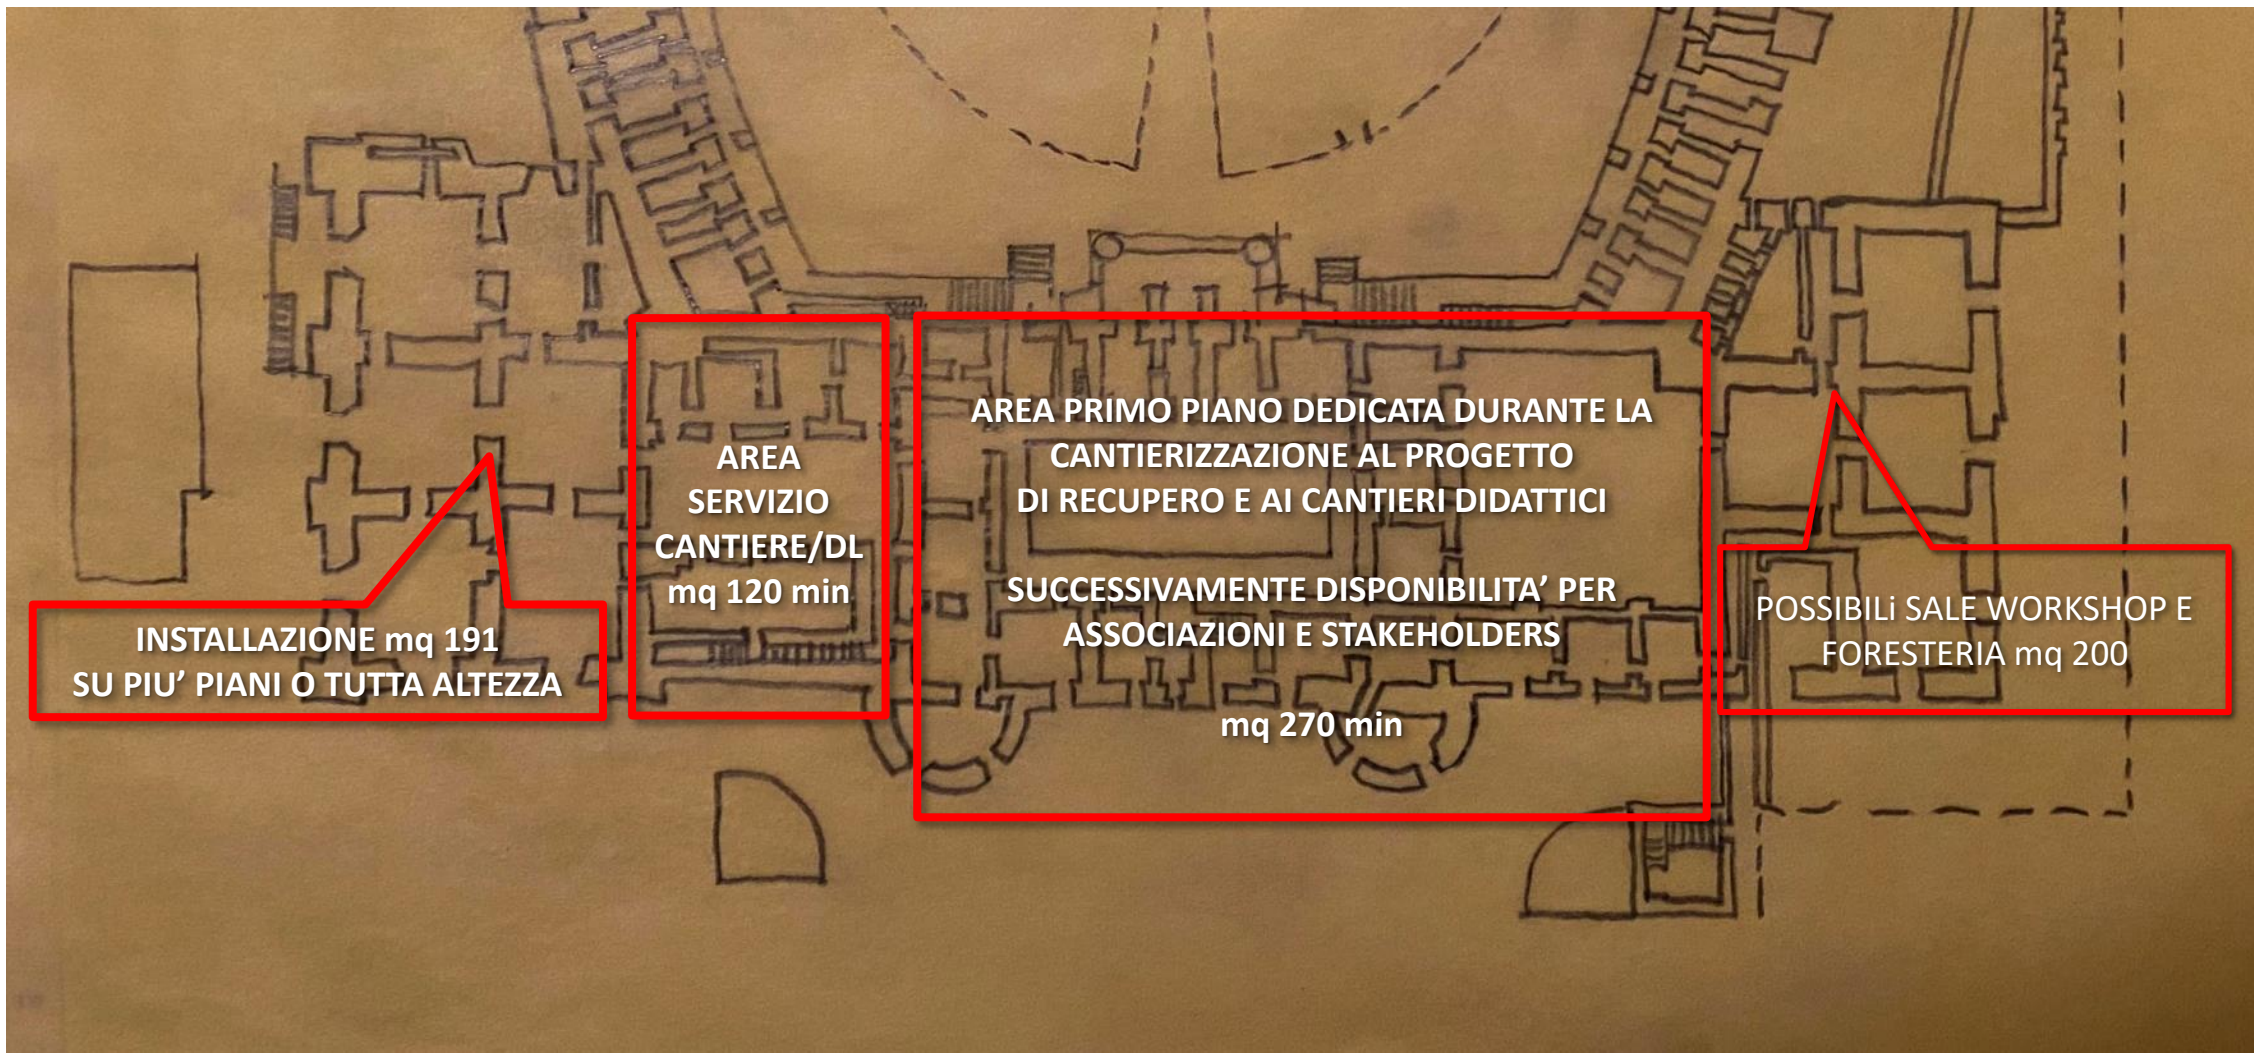 INSTALLAZIONE mq 191
SU PIU’ PIANI O TUTTA ALTEZZA
AREA
SERVIZIO
CANTIERE/DL
mq 120 min
AREA PRIMO PIANO DEDICATA DURANTE LA
CANTIERIZZAZIONE AL PROGETTO
DI RECUPERO E AI CANTIERI DIDATTICI
SUCCESSIVAMENTE DISPONIBILITA’ PER
ASSOCIAZIONI E STAKEHOLDERS
mq 270 min
POSSIBILi SALE WORKSHOP E
FORESTERIA mq 200